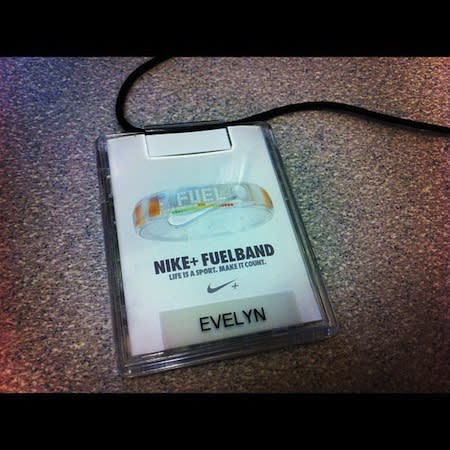 FUEL
NIKE+ FUELBAND
LIFE IS A SPORT. MAKE IT COUNT.
+
EVELYN